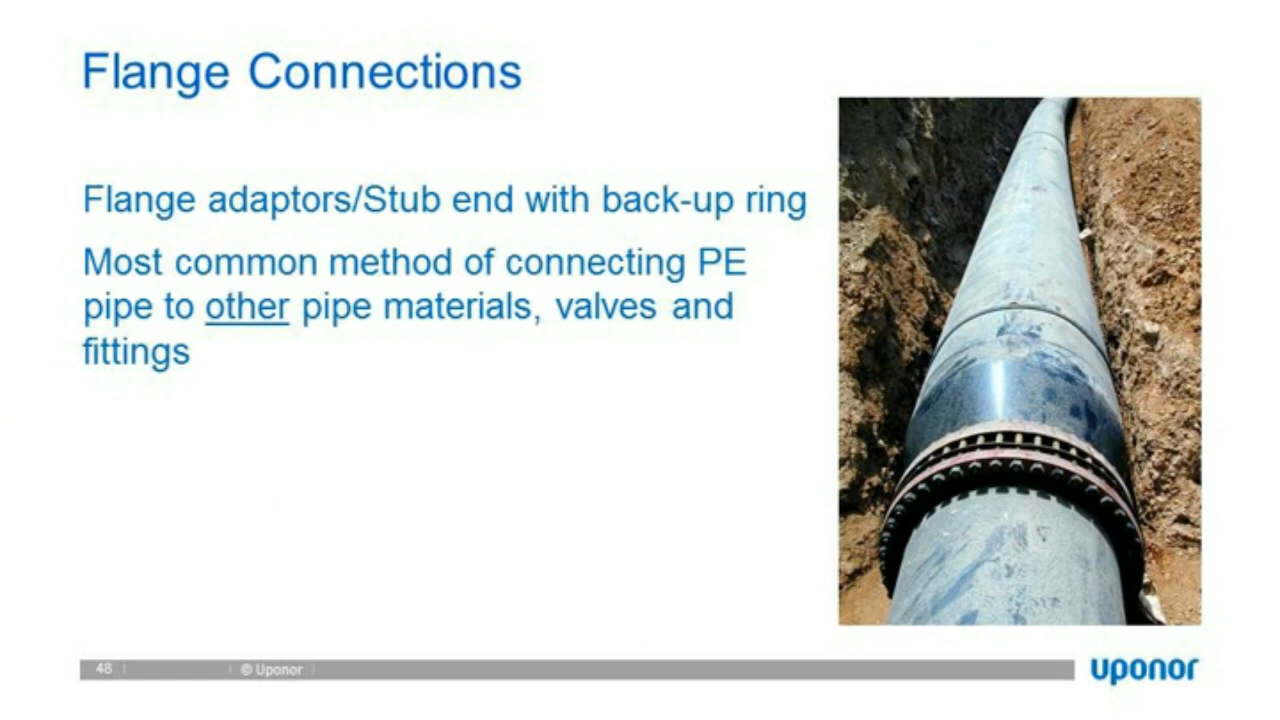 Flange Connections
Flange adaptors/Stub end with back-up ring
Most common method of connecting PE
pipe to other pipe materials, valves and
fittings
48
© Uponor
uponor